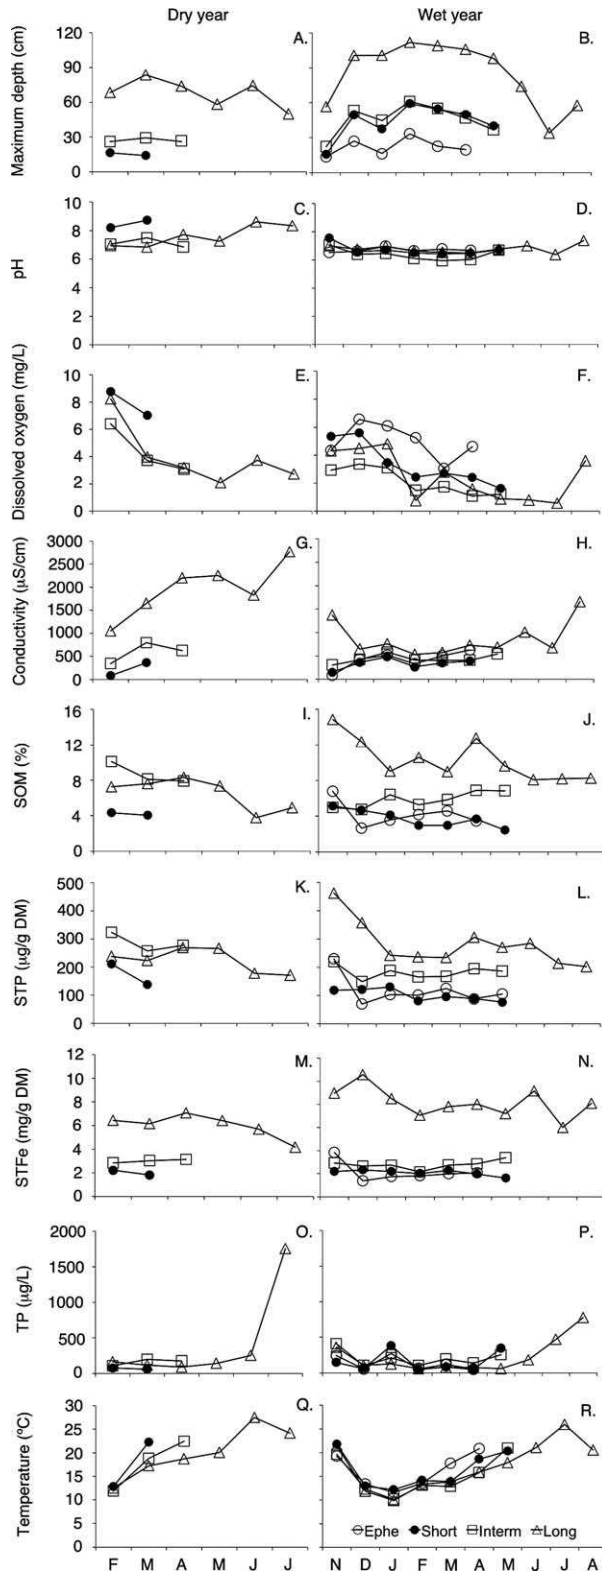 Dry year Wet year
Maximum depth (cm)
120
90
60
30
0
A. B.
pH
10
8
6
4
2
0
C. D.
Dissolved oxygen (mg/L)
10
8
6
4
2
0
E. F.
Conductivity (µS/cm)
3000
2500
2000
1500
1000
500
0
G. H.
SOM (%)
16
12
8
4
0
I. J.
STP (µg/g DM)
500
400
300
200
100
0
K. L.
STFe (mg/g DM)
12
10
8
6
4
2
0
M. N.
TP (µg/L)
2000
1500
1000
500
0
O. P.
Temperature (ºC)
30
25
20
15
10
5
0
Q. R.
Ephe Short Interm Long
F M A M J J N D J F M A M J J A